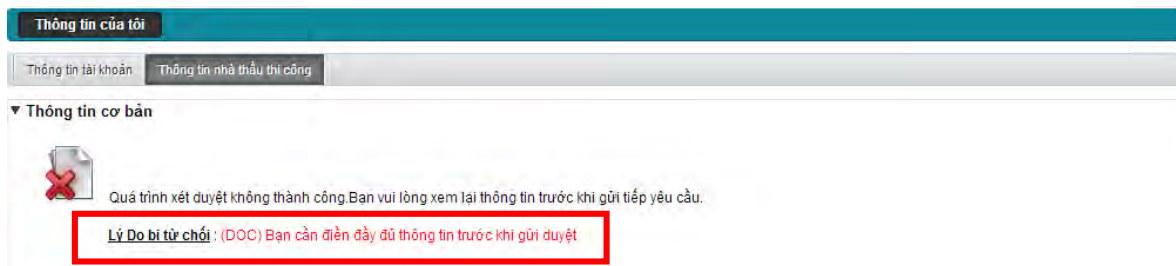 Thông tin của tôi
Thông tin tài khoản Thông tin nhà thầu thi công
Thông tin cơ bản
Quá trình xét duyệt không thành công.Bạn vui lòng xem lại thông tin trước khi gửi tiếp yêu cầu.
Lý Do bị từ chối : (DOC) Bạn cần điền đầy đủ thông tin trước khi gửi duyệt